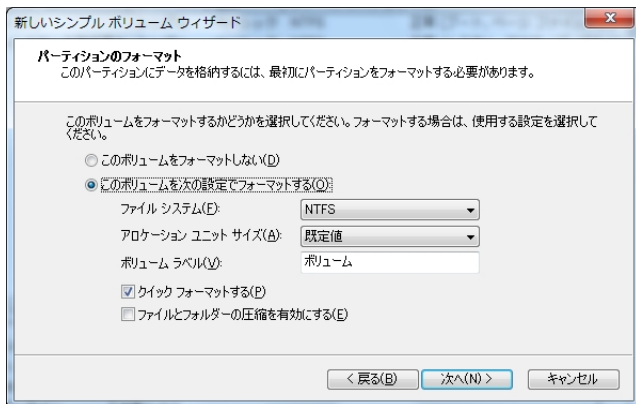 新しいシンプル ボリューム ウィザード
パーティションのフォーマット
このパーティションにデータを格納するには、最初にパーティションをフォーマットする必要があります。
このボリュームをフォーマットするかどうかを選択してください。フォーマットする場合は、使用する設定を選択して
ください。
このボリュームをフォーマットしない(D)
このボリュームを次の設定でフォーマットする(O):
ファイル システム(F): NTFS
アロケーション ユニット サイズ(A): 既定値
ボリューム ラベル(V): ボリューム
クイック フォーマットする(P)
ファイルとフォルダーの圧縮を有効にする(E)
< 戻る(B) 次へ(N) > キャンセル